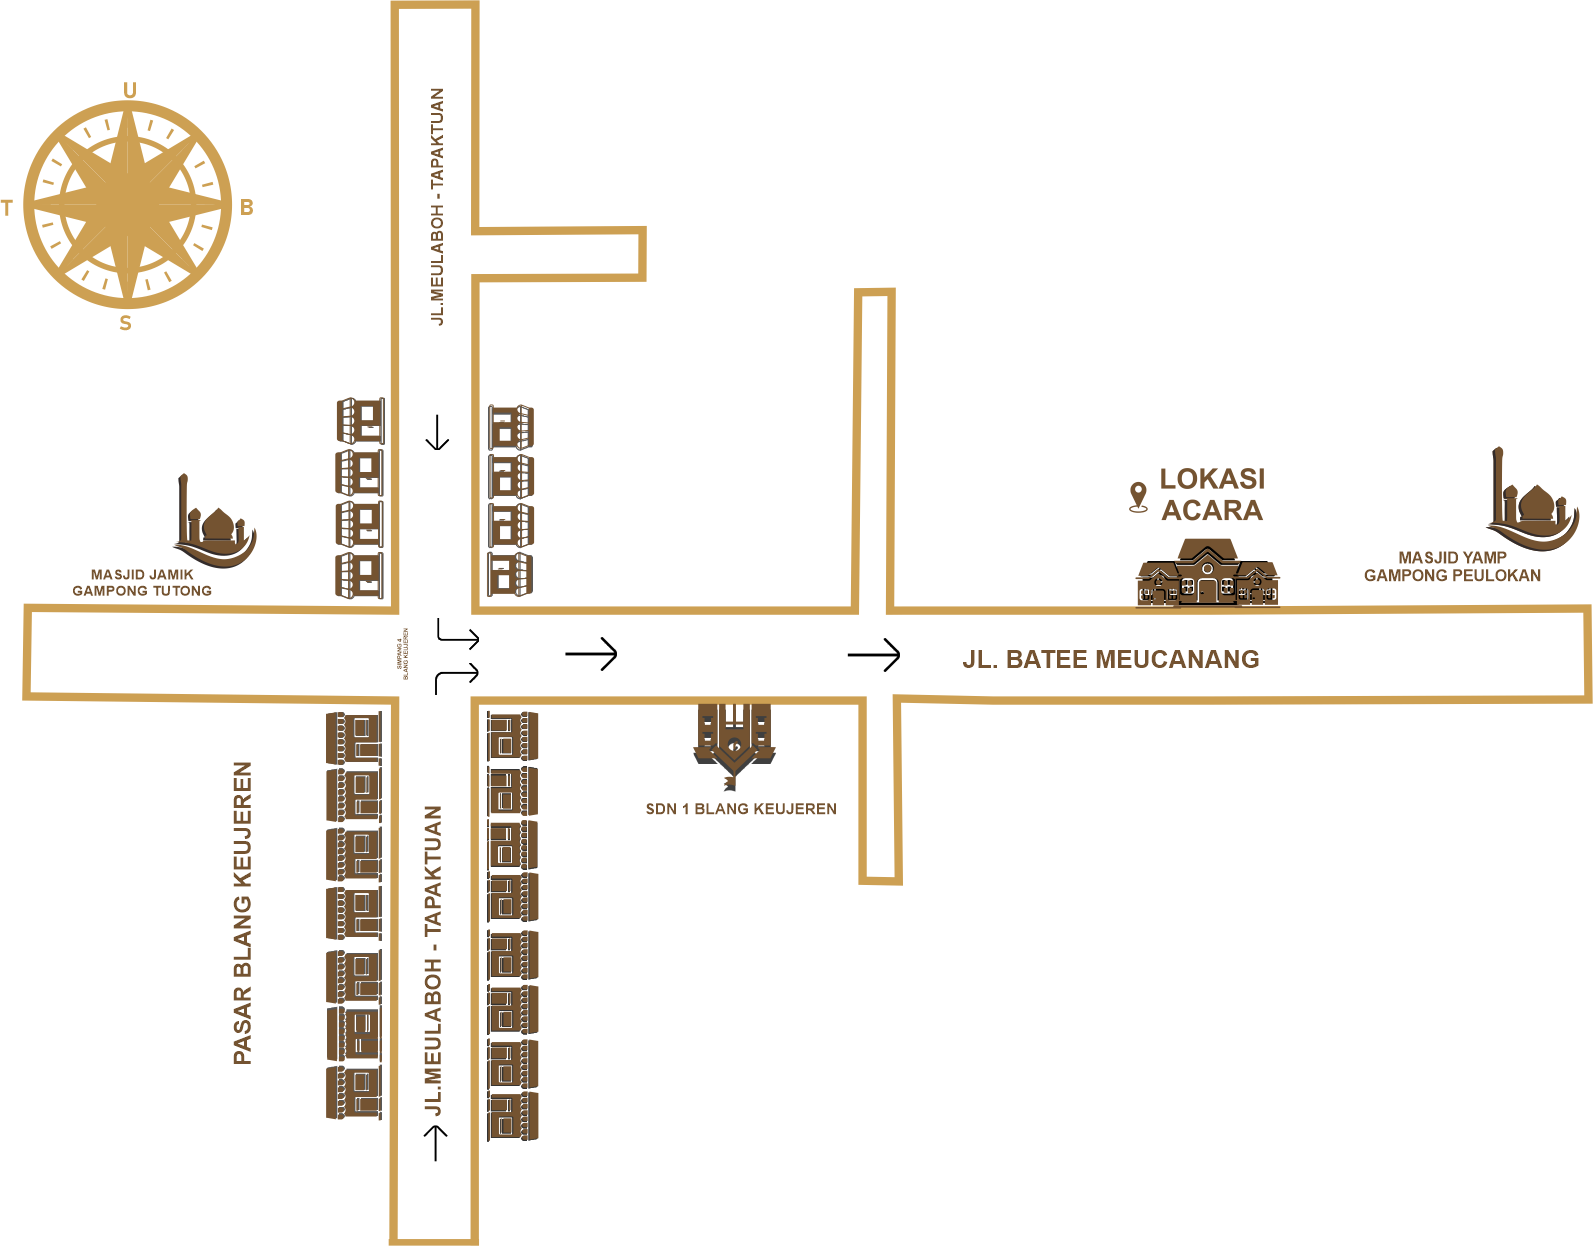 U
T
B
S
JL.MEULABOH - TAPAKTUAN
LOKASI
ACARA
MASJID JAMIK
GAMPONG TUTONG
MASJID YAMP
GAMPONG PEULOKAN
SIMPANG 4
BLANG KEUJEREN
JL. BATEE MEUCANANG
SDN 1 BLANG KEUJEREN
PASAR BLANG KEUJEREN
JL.MEULABOH - TAPAKTUAN